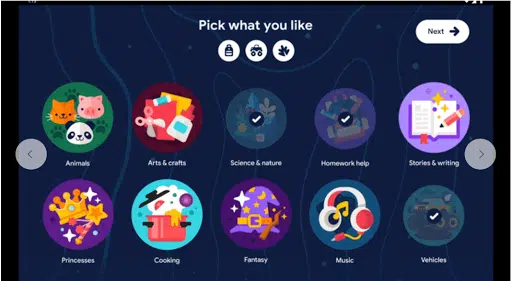 Pick what you like
Next
Animals
Arts & crafts
Science & nature
Homework help
Stories & writing
Princesses
Cooking
Fantasy
Music
Vehicles